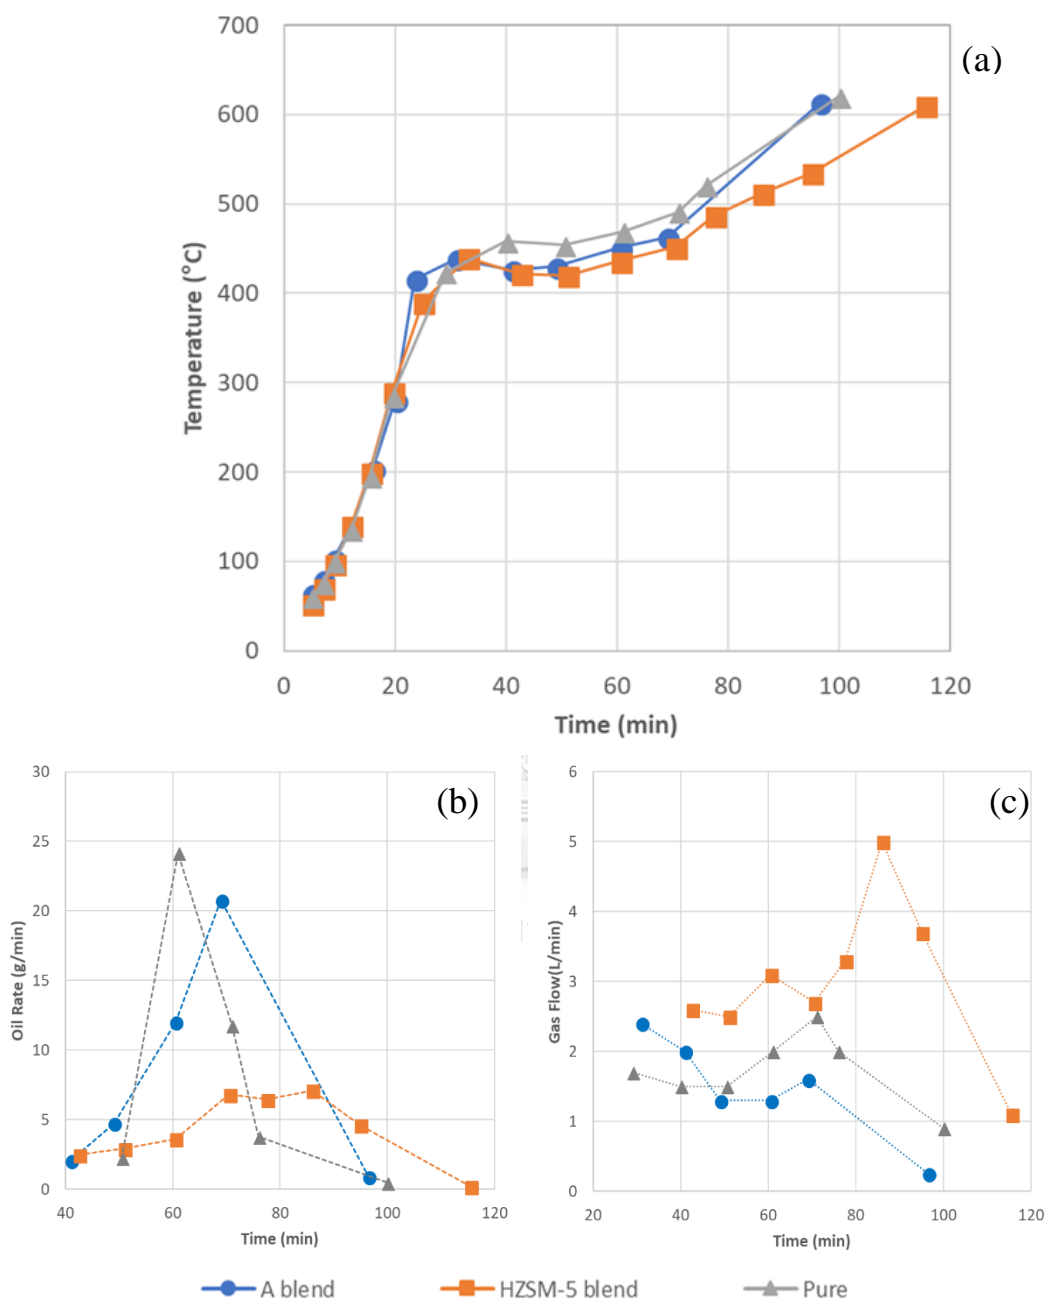 700
(a)
600
500
400
300
200
100
0
Temperature (°C)
0 20 40 60 80 100 120
Time (min)
30
(b)
25
20
15
10
5
0
Oil Rate (g/min)
40 60 80 100 120
Time (min)
6
(c)
5
4
3
2
1
0
Gas Flow(L/min)
20 40 60 80 100 120
Time (min)
A blend HZSM-5 blend Pure